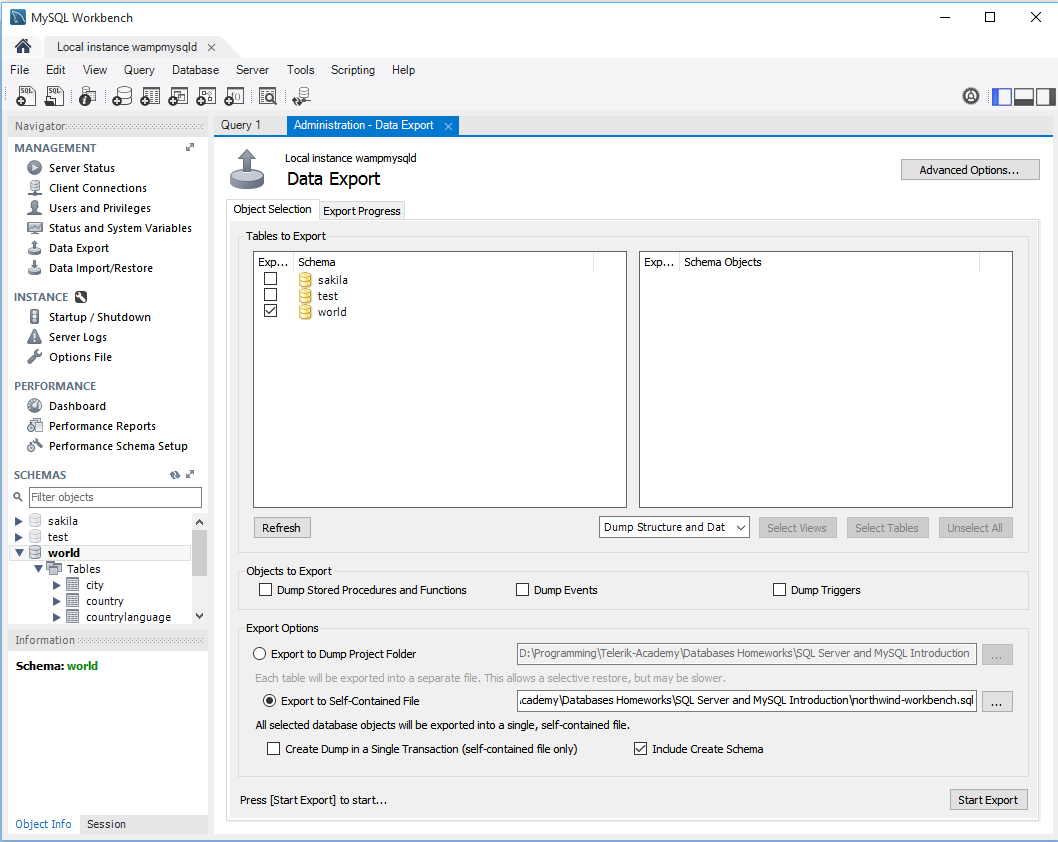 MySQL Workbench
Local instance wampmysqld
File Edit View Query Database Server Tools Scripting Help
Navigator
MANAGEMENT
Server Status
Client Connections
Users and Privileges
Status and System Variables
Data Export
Data Import/Restore
INSTANCE
Startup / Shutdown
Server Logs
Options File
PERFORMANCE
Dashboard
Performance Reports
Performance Schema Setup
SCHEMAS
Filter objects
sakila
test
world
Tables
city
country
countrylanguage
Information
Schema: world
Object Info Session
Query 1 Administration - Data Export
Local instance wampmysqld
Data Export
Advanced Options...
Object Selection Export Progress
Tables to Export
Exp... Schema
sakila
test
world
Exp... Schema Objects
Refresh Dump Structure and Dat Select Views Select Tables Unselect All
Objects to Export
Dump Stored Procedures and Functions Dump Events Dump Triggers
Export Options
Export to Dump Project Folder D:\Programming\Telerik-Academy\Databases Homeworks\SQL Server and MySQL Introduction ...
Each table will be exported into a separate file. This allows a selective restore, but may be slower.
Export to Self-Contained File Academy\Databases Homeworks\SQL Server and MySQL Introduction\northwind-workbench.sql ...
All selected database objects will be exported into a single, self-contained file.
Create Dump in a Single Transaction (self-contained file only) Include Create Schema
Press [Start Export] to start...
Start Export